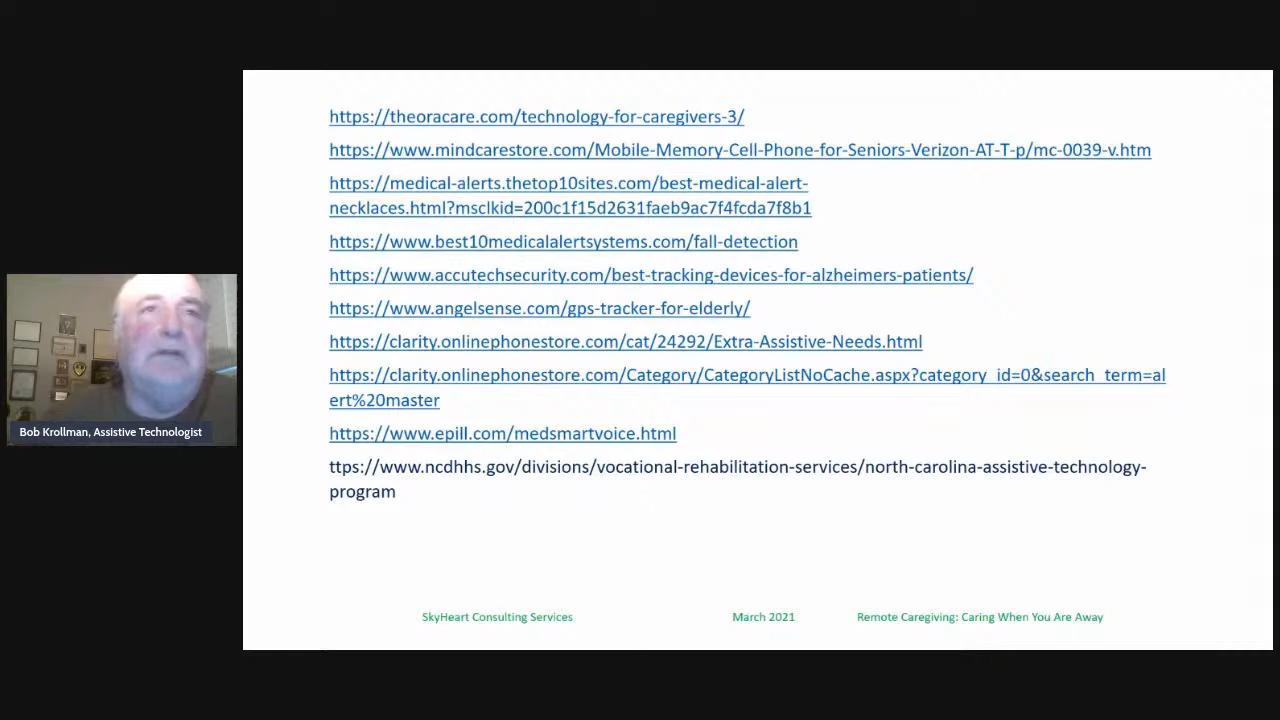 https://theoracare.com/technology-for-caregivers-3/
https://www.mindcarestore.com/Mobile-Memory-Cell-Phone-for-Seniors-Verizon-AT-T-p/mc-0039-v.htm
https://medical-alerts.thetop10sites.com/best-medical-alert-
necklaces.html?msclkid=200c1f15d2631faeb9ac7f4fcda7f8b1
https://www.best10medicalalertsystems.com/fall-detection
https://www.accutechsecurity.com/best-tracking-devices-for-alzheimers-patients/
https://www.angelsense.com/gps-tracker-for-elderly/
https://clarity.onlinephonestore.com/cat/24292/Extra-Assistive-Needs.html
https://clarity.onlinephonestore.com/Category/CategoryListNoCache.aspx?category_id=0&search_term=al
ert%20master
https://www.epill.com/medsmartvoice.html
ttps://www.ncdhhs.gov/divisions/vocational-rehabilitation-services/north-carolina-assistive-technology-
program
Bob Krollman, Assistive Technologist
SkyHeart Consulting Services March 2021 Remote Caregiving: Caring When You Are Away